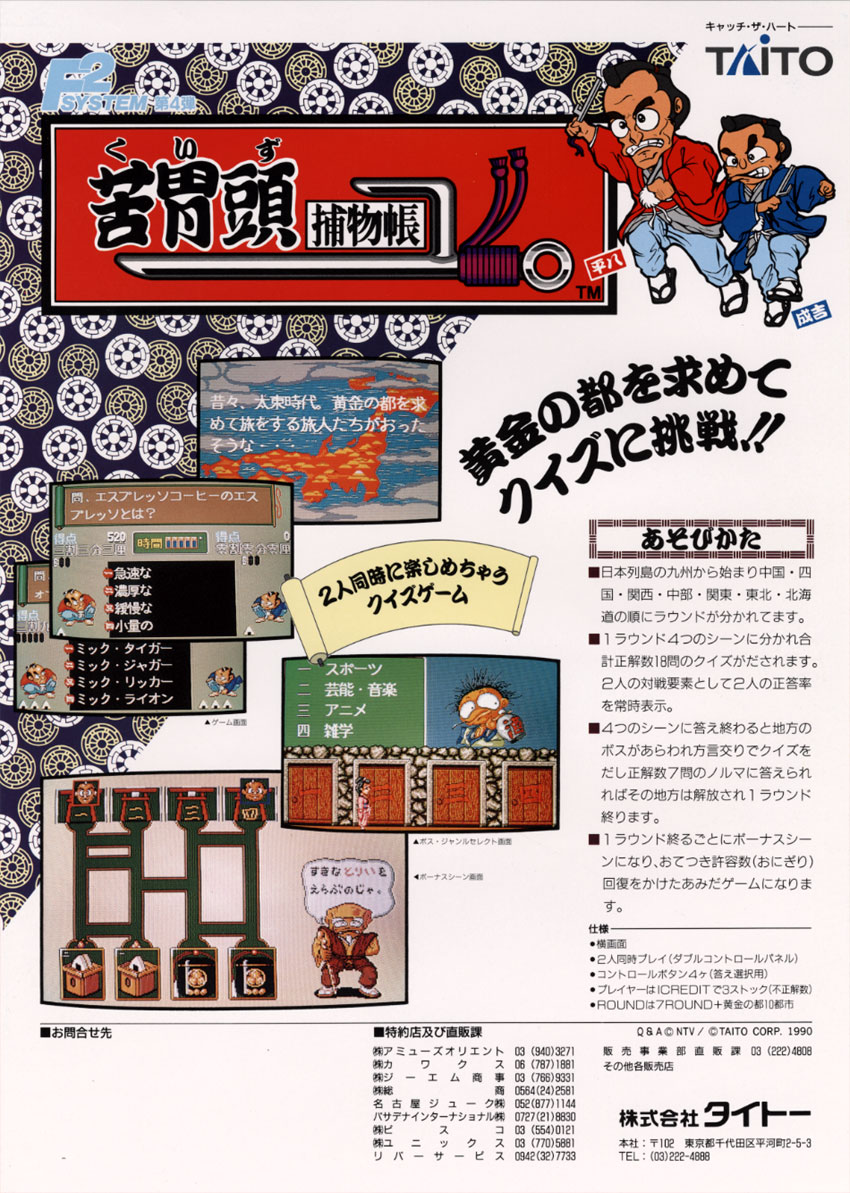 キャッチ・ザ・ハート
TAITO
F2
SYSTEM 第4弾
くいず
苦胃頭
捕物帳
TM
平八
成吉
黄金の都を求めて
クイズに挑戦!!
昔々、太東時代。黄金の都を求
めて旅をする旅人たちがおった
そうな・・・
問、エスプレッソコーヒーのエス
プレッソとは?
得点 520
三割三分三厘
時間
得点 0
零割零分零厘
急速な
濃厚な
緩慢な
小量の
問
オ
得点
ミック・タイガー
ミック・ジャガー
ミック・リッカー
ミック・ライオン
▲ゲーム画面
2人同時に楽しめちゃう
クイズゲーム
一 スポーツ
二 芸能・音楽
三 アニメ
四 雑学
一 二 三 四
▲ボス・ジャンルセレクト画面
◀ボーナスシーン画面
すきなとりいを
えらぶのじゃ。
あそびかた
■日本列島の九州から始まり中国・四
国・関西・中部・関東・東北・北海
道の順にラウンドが分かれてます。
■1ラウンド4つのシーンに分かれ合
計正解数18問のクイズがだされます。
2人の対戦要素として2人の正答率
を常時表示。
■4つのシーンに答え終わると地方の
ボスがあらわれ方言交りでクイズを
だし正解数7問のノルマに答えられ
ればその地方は解放され1ラウンド
終ります。
■1ラウンド終るごとにボーナスシー
ンになり、おてつき許容数(おにぎり)
回復をかけたあみだゲームになりま
す。
仕様
●横画面
●2人同時プレイ(ダブルコントロールパネル)
●コントロールボタン4ヶ(答え選択用)
●プレイヤーは1CREDITで3ストック(不正解数)
●ROUNDは7ROUND+黄金の都10都市
■お問合せ先
■特約店及び直販課
Q&A©NTV/©TAITO CORP. 1990
㈱アミューズオリエント 03 (940)3271
㈱カワクス 06 (787)1881
㈱ジーエム商事 03 (766)9331
㈱総商 0564(24)2581
名古屋ジューク㈱ 052(877)1144
パサデナインターナショナル㈱ 0727(21)8830
㈱ビスコ 03 (554)0121
㈱ユニックス 03 (770)5881
リバーサービス 0942(32)7733
販売事業部直販課 03 (222)4808
その他各販売店
株式会社タイトー
本社:〒102 東京都千代田区平河町2-5-3
TEL:(03)222-4888